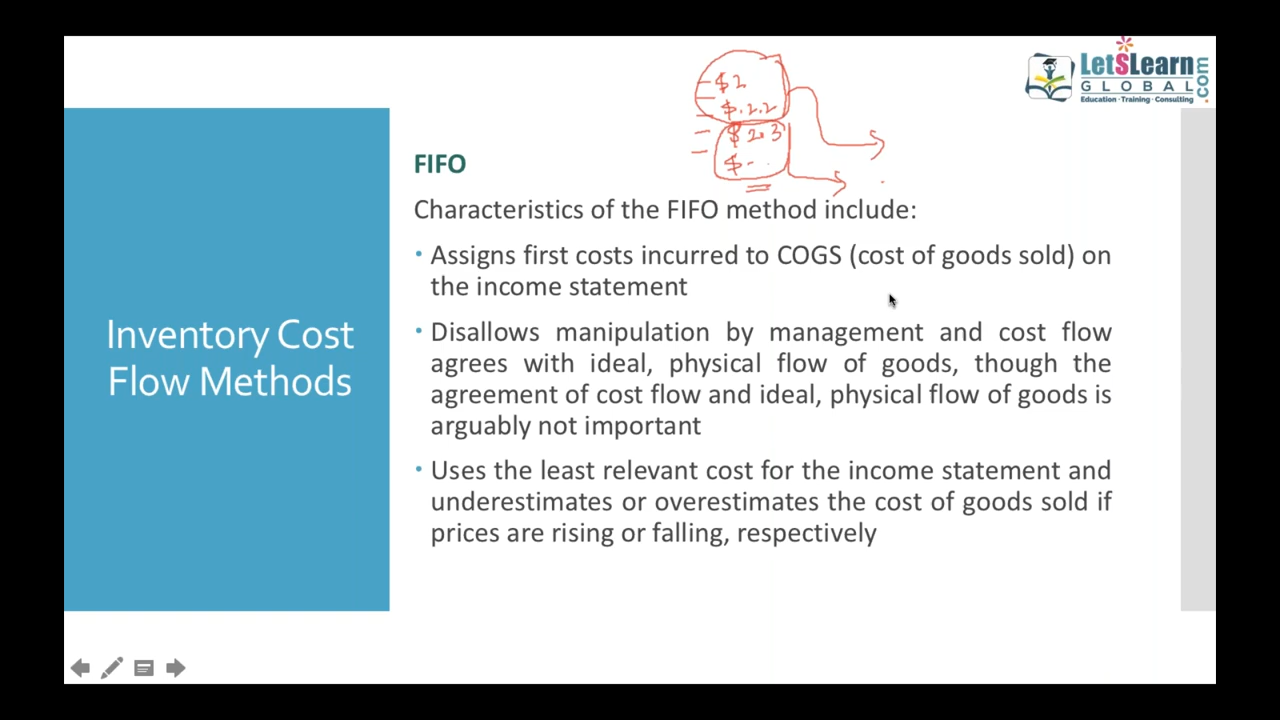 LetSLearn
GLOBAL
.com
Education · Training · Consulting
$2
$2.2
$2.3
$--
FIFO
Characteristics of the FIFO method include:
• Assigns first costs incurred to COGS (cost of goods sold) on
the income statement
• Disallows manipulation by management and cost flow
agrees with ideal, physical flow of goods, though the
agreement of cost flow and ideal, physical flow of goods is
arguably not important
• Uses the least relevant cost for the income statement and
underestimates or overestimates the cost of goods sold if
prices are rising or falling, respectively
Inventory Cost
Flow Methods